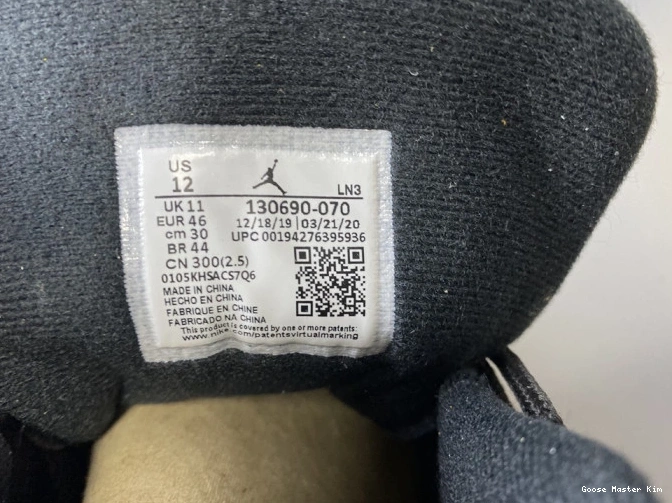 US
12
LN3
UK 11
130690-070
EUR 46
12/18/19 | 03/21/20
cm 30
UPC 00194276395936
BR 44
CN 300(2.5)
0105KHSACS7Q6
MADE IN CHINA
HECHO EN CHINA
FABRIQUE EN CHINE
FABRICADO NA CHINA
This product is covered by one or more patents:
www.nike.com/patentsvirtualmarking
Goose Master Kim